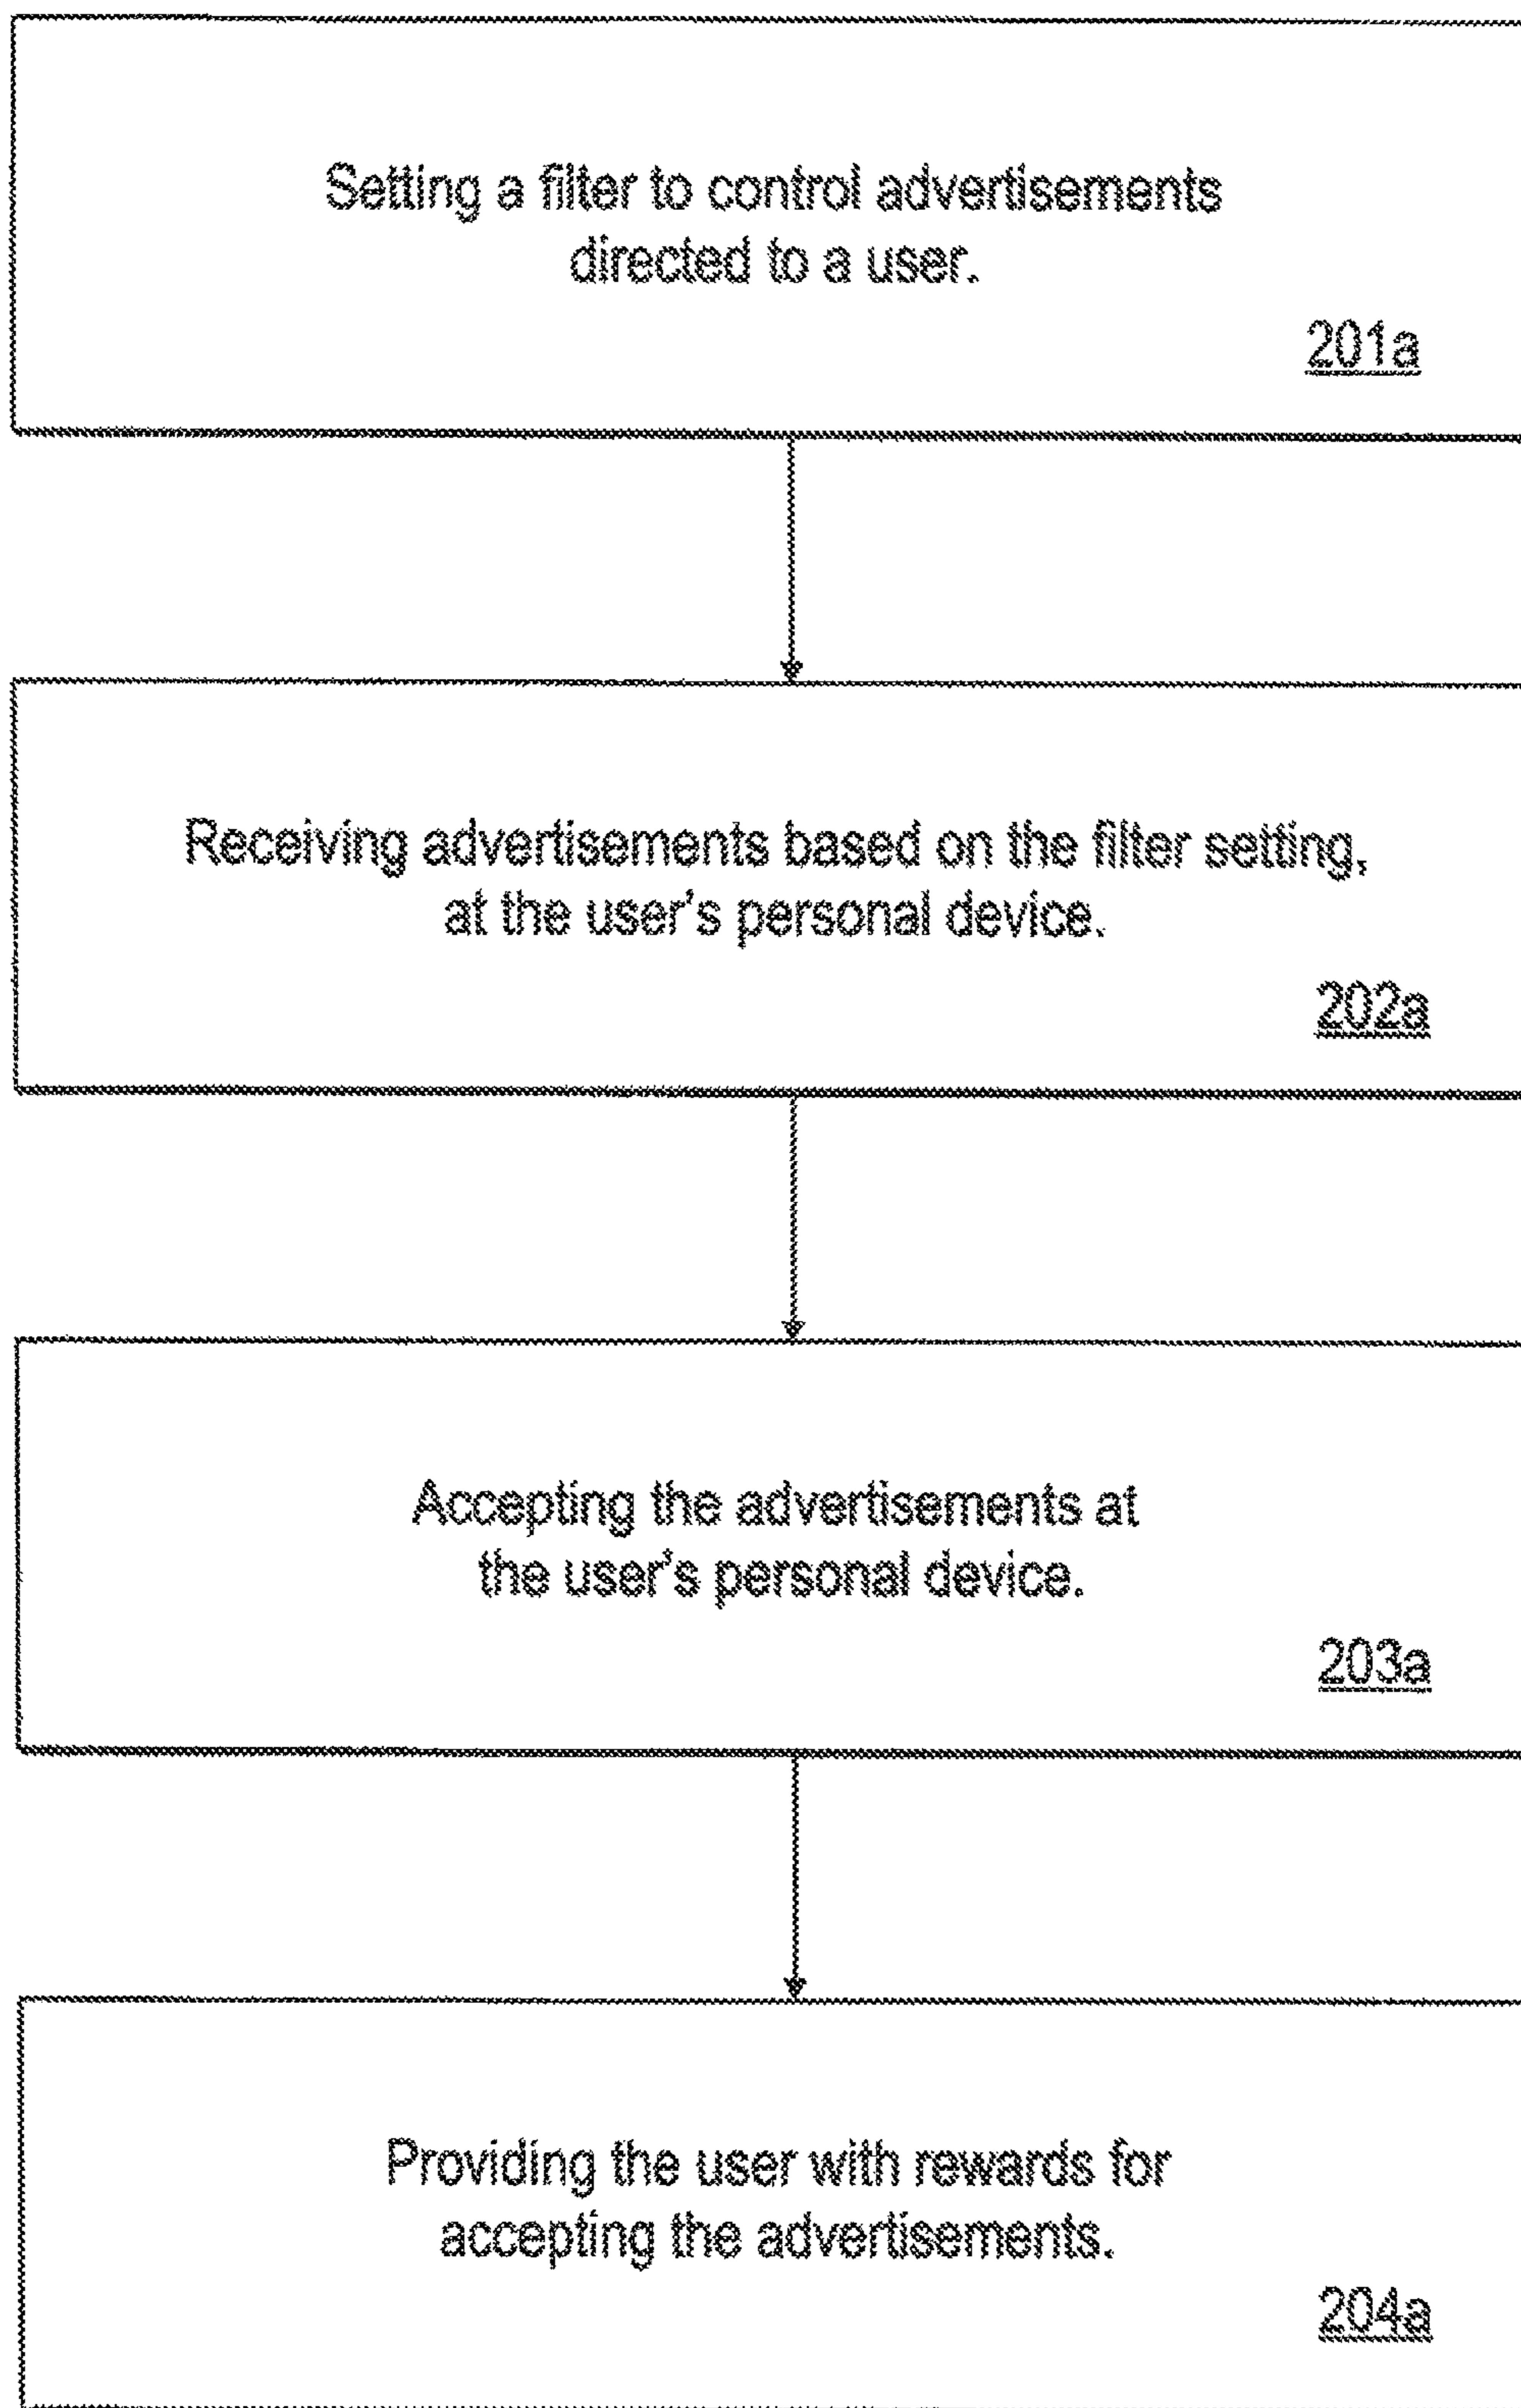 Setting a filter to control advertisements
directed to a user.
201a
Receiving advertisements based on the filter setting,
at the user's personal device.
202a
Accepting the advertisements at
the user's personal device.
203a
Providing the user with rewards for
accepting the advertisements.
204a